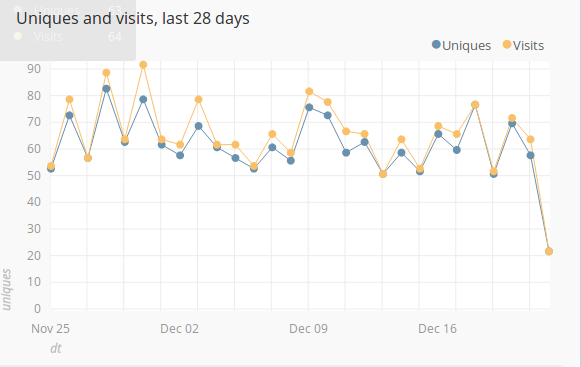 Uniques 63
Uniques and visits, last 28 days
Visits 64
Uniques Visits
90
80
70
60
50
40
30
20
10
0
uniques
Nov 25 Dec 02 Dec 09 Dec 16
dt